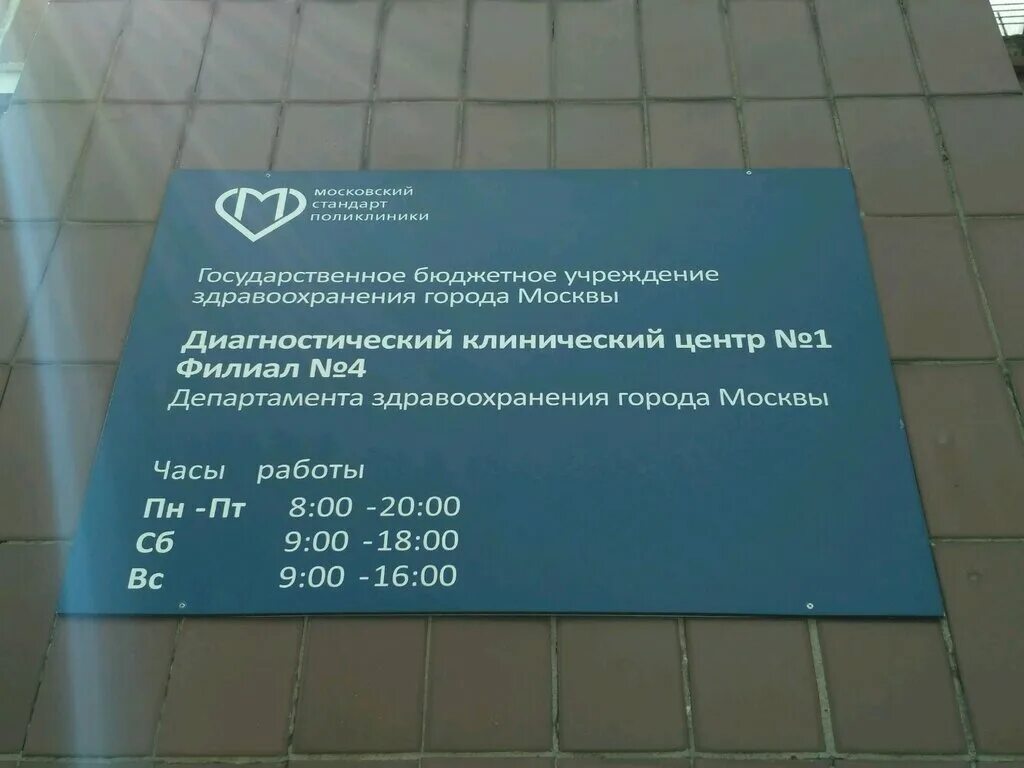 М
московский
стандарт
поликлиники
Государственное бюджетное учреждение
здравоохранения города Москвы
Диагностический клинический центр №1
Филиал №4
Департамента здравоохранения города Москвы
Часы работы
Пн -Пт 8:00 -20:00
Сб 9:00 -18:00
Вс 9:00 -16:00